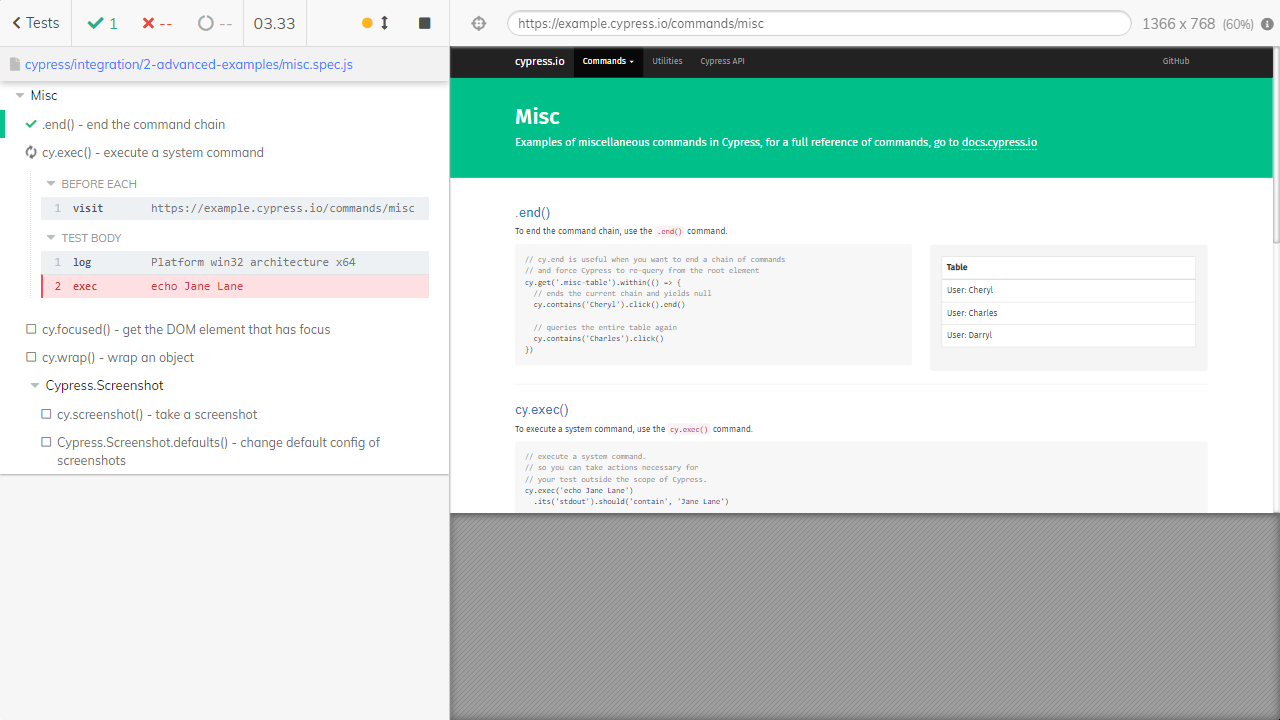 Tests 1 -- -- 03.33
https://example.cypress.io/commands/misc 1366 x 768 (60%)
cypress/integration/2-advanced-examples/misc.spec.js
Misc
.end() - end the command chain
cy.exec() - execute a system command
BEFORE EACH
1 visit https://example.cypress.io/commands/misc
TEST BODY
1 log Platform win32 architecture x64
2 exec echo Jane Lane
cy.focused() - get the DOM element that has focus
cy.wrap() - wrap an object
Cypress.Screenshot
cy.screenshot() - take a screenshot
Cypress.Screenshot.defaults() - change default config of
screenshots
cypress.io Commands Utilities Cypress API GitHub
Misc
Examples of miscellaneous commands in Cypress, for a full reference of commands, go to docs.cypress.io
.end()
To end the command chain, use the .end() command.
// cy.end is useful when you want to end a chain of commands
// and force Cypress to re-query from the root element
cy.get('.misc-table').within(() => {
// ends the current chain and yields null
cy.contains('Cheryl').click().end()
// queries the entire table again
cy.contains('Charles').click()
})
Table
User: Cheryl
User: Charles
User: Darryl
cy.exec()
To execute a system command, use the cy.exec() command.
// execute a system command.
// so you can take actions necessary for
// your test outside the scope of Cypress.
cy.exec('echo Jane Lane')
.its('stdout').should('contain', 'Jane Lane')